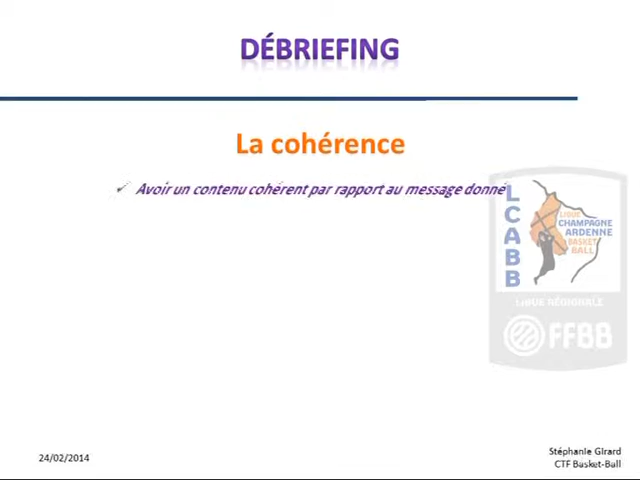 DÉBRIEFING
La cohérence
✓ Avoir un contenu cohérent par rapport au message donné
LCABB
LIGUE
CHAMPAGNE
ARDENNE
BASKET
BALL
LIGUE RÉGIONALE
FFBB
24/02/2014
Stéphanie Girard
CTF Basket-Ball